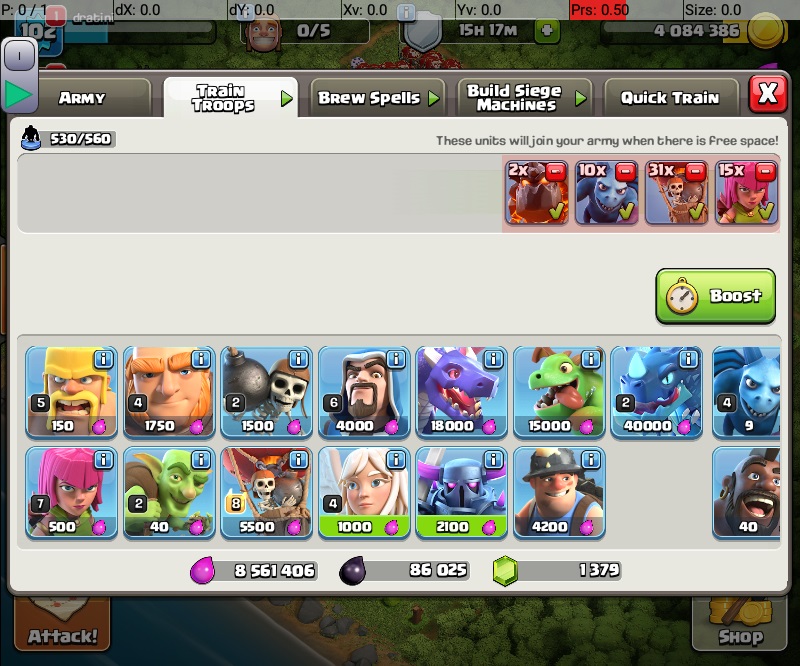 P: 0 / 1 dX: 0.0 dY: 0.0 Xv: 0.0 Yv: 0.0 Prs: 0.50 Size: 0.0
102 1 dratini i 0/5 i 15H 17M + 4 084 386
Army Train Troops Brew Spells Build Siege Machines Quick Train X
530/560 These units will join your army when there is free space!
2x 10x 31x 15x
Boost
i i i i i i i
5 4 2 6 2 4
150 1750 1500 4000 18000 15000 40000 9
i i i i i i
7 2 8 4
500 40 5500 1000 2100 4200 40
8 561 406 86 025 1 379
Attack! Shop